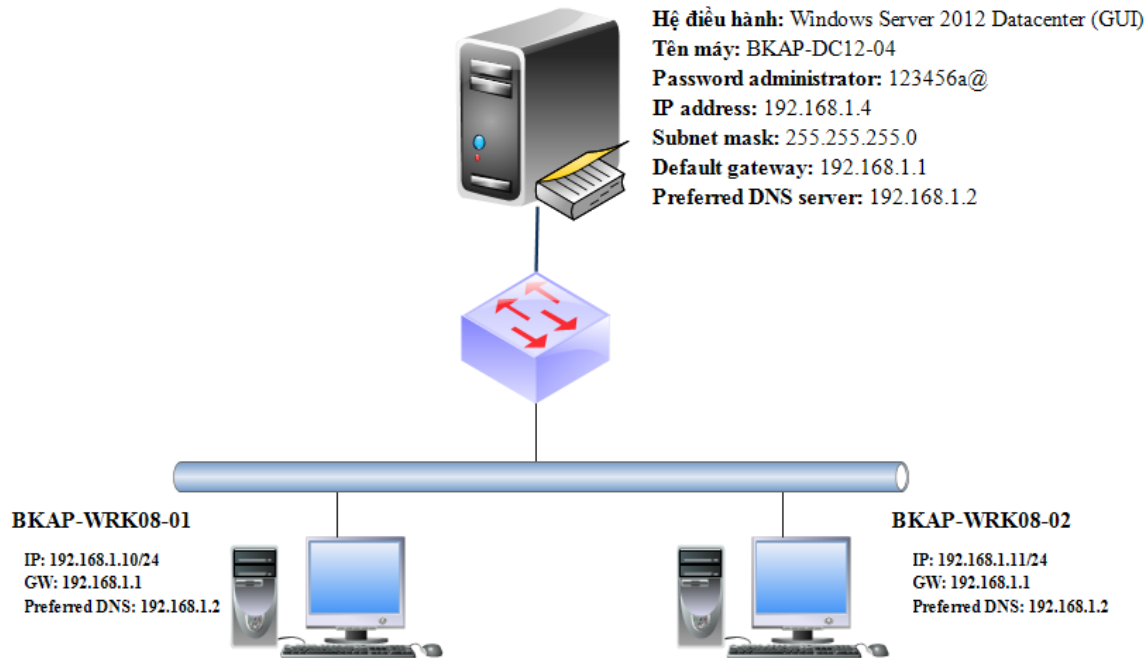 Hệ điều hành: Windows Server 2012 Datacenter (GUI)
Tên máy: BKAP-DC12-04
Password administrator: 123456a@
IP address: 192.168.1.4
Subnet mask: 255.255.255.0
Default gateway: 192.168.1.1
Preferred DNS server: 192.168.1.2
BKAP-WRK08-01
IP: 192.168.1.10/24
GW: 192.168.1.1
Preferred DNS: 192.168.1.2
BKAP-WRK08-02
IP: 192.168.1.11/24
GW: 192.168.1.1
Preferred DNS: 192.168.1.2